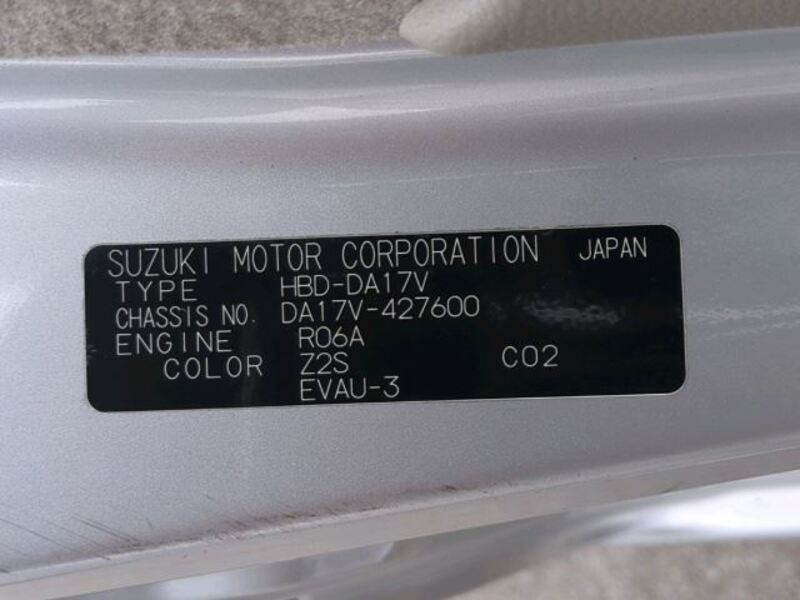 SUZUKI MOTOR CORPORATION JAPAN
TYPE HBD-DA17V
CHASSIS NO. DA17V-427600
ENGINE R06A
COLOR Z2S C02
EVAU-3